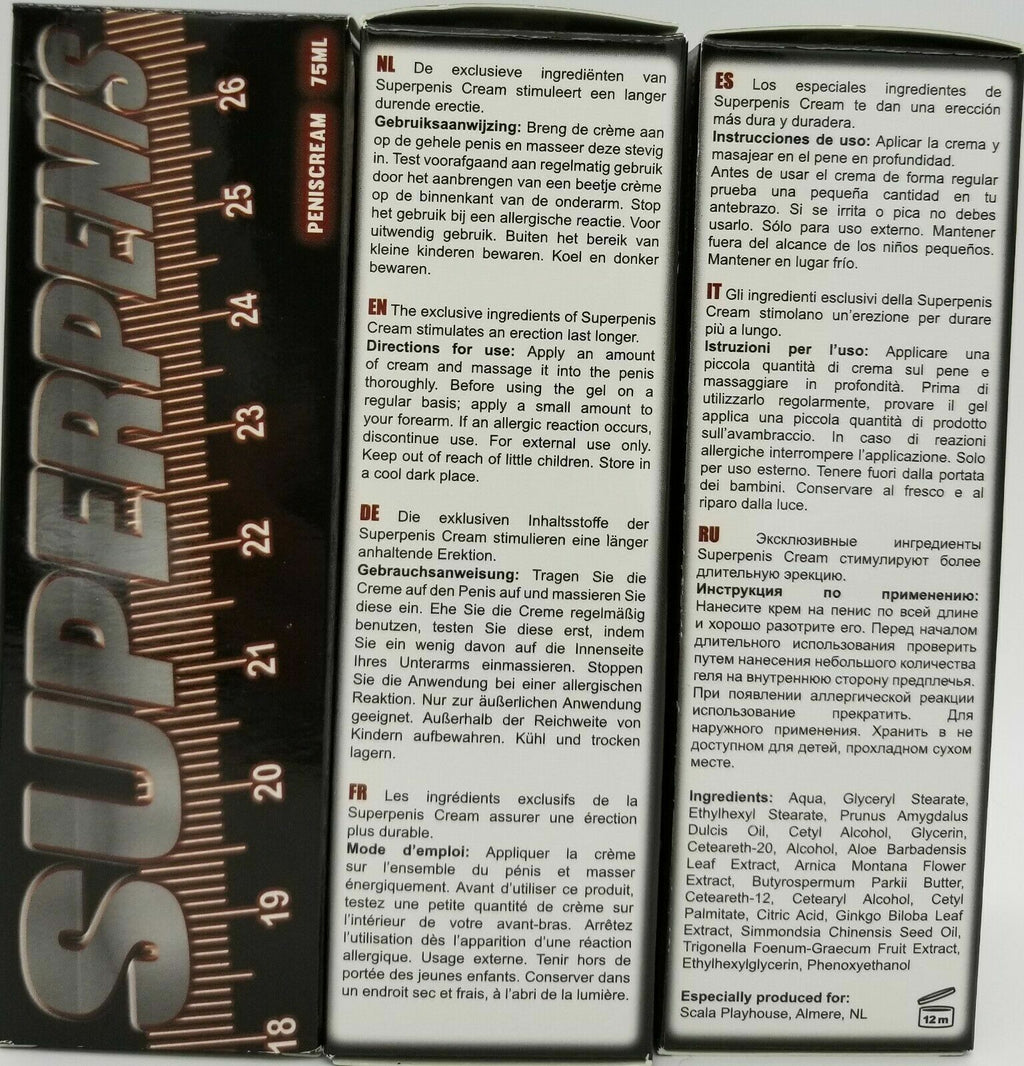 SUPERPENIS
PENISCREAM 75ML
26
25
24
23
22
21
20
19
18
NL De exclusieve ingrediënten van
Superpenis Cream stimuleert een langer
durende erectie.
Gebruiksaanwijzing: Breng de crème aan
op de gehele penis en masseer deze stevig
in. Test voorafgaand aan regelmatig gebruik
door het aanbrengen van een beetje crème
op de binnenkant van de onderarm. Stop
het gebruik bij een allergische reactie. Voor
uitwendig gebruik. Buiten het bereik van
kleine kinderen bewaren. Koel en donker
bewaren.
EN The exclusive ingredients of Superpenis
Cream stimulates an erection last longer.
Directions for use: Apply an amount
of cream and massage it into the penis
thoroughly. Before using the gel on a
regular basis; apply a small amount to
your forearm. If an allergic reaction occurs,
discontinue use. For external use only.
Keep out of reach of little children. Store in
a cool dark place.
DE Die exklusiven Inhaltsstoffe der
Superpenis Cream stimulieren eine länger
anhaltende Erektion.
Gebrauchsanweisung: Tragen Sie die
Creme auf den Penis auf und massieren Sie
diese ein. Ehe Sie die Creme regelmäßig
benutzen, testen Sie diese erst, indem
Sie ein wenig davon auf die Innenseite
Ihres Unterarms einmassieren. Stoppen
Sie die Anwendung bei einer allergischen
Reaktion. Nur zur äußerlichen Anwendung
geeignet. Außerhalb der Reichweite von
Kindern aufbewahren. Kühl und trocken
lagern.
FR Les ingrédients exclusifs de la
Superpenis Cream assurer une érection
plus durable.
Mode d'emploi: Appliquer la crème
sur l'ensemble du pénis et masser
énergiquement. Avant d'utiliser ce produit,
testez une petite quantité de crème sur
l'intérieur de votre avant-bras. Arrêtez
l'utilisation dès l'apparition d'une réaction
allergique. Usage externe. Tenir hors de
portée des jeunes enfants. Conserver dans
un endroit sec et frais, à l'abri de la lumière.
ES Los especiales ingredientes de
Superpenis Cream te dan una erección
más dura y duradera.
Instrucciones de uso: Aplicar la crema y
masajear en el pene en profundidad.
Antes de usar el crema de forma regular
prueba una pequeña cantidad en tu
antebrazo. Si se irrita o pica no debes
usarlo. Sólo para uso externo. Mantener
fuera del alcance de los niños pequeños.
Mantener en lugar frío.
IT Gli ingredienti esclusivi della Superpenis
Cream stimolano un'erezione per durare
più a lungo.
Istruzioni per l'uso: Applicare una
piccola quantità di crema sul pene e
massaggiare in profondità. Prima di
utilizzarlo regolarmente, provare il gel
applica una piccola quantità di prodotto
sull'avambraccio. In caso di reazioni
allergiche interrompere l'applicazione. Solo
per uso esterno. Tenere fuori dalla portata
dei bambini. Conservare al fresco e al
riparo dalla luce.
RU Эксклюзивные ингредиенты
Superpenis Cream стимулируют более
длительную эрекцию.
Инструкция по применению:
Нанесите крем на пенис по всей длине
и хорошо разотрите его. Перед началом
длительного использования проверить
путем нанесения небольшого количества
геля на внутреннюю сторону предплечья.
При появлении аллергической реакции
использование прекратить. Для
наружного применения. Хранить в не
доступном для детей, прохладном сухом
месте.
Ingredients: Aqua, Glyceryl Stearate,
Ethylhexyl Stearate, Prunus Amygdalus
Dulcis Oil, Cetyl Alcohol, Glycerin,
Ceteareth-20, Alcohol, Aloe Barbadensis
Leaf Extract, Arnica Montana Flower
Extract, Butyrospermum Parkii Butter,
Ceteareth-12, Cetearyl Alcohol, Cetyl
Palmitate, Citric Acid, Ginkgo Biloba Leaf
Extract, Simmondsia Chinensis Seed Oil,
Trigonella Foenum-Graecum Fruit Extract,
Ethylhexylglycerin, Phenoxyethanol
Especially produced for:
Scala Playhouse, Almere, NL
12m